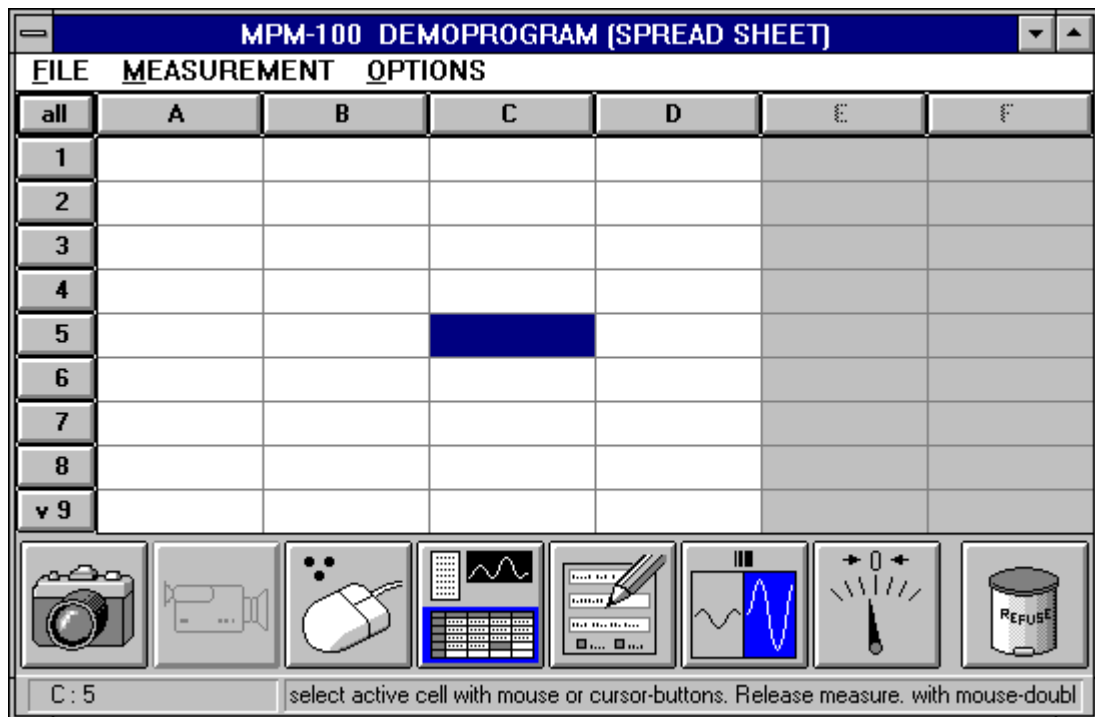 MPM-100 DEMOPROGRAM (SPREAD SHEET)
FILE MEASUREMENT OPTIONS
all A B C D E F
1
2
3
4
5
6
7
8
v 9
0
REFUSE
C : 5 select active cell with mouse or cursor-buttons. Release measure. with mouse-doubl